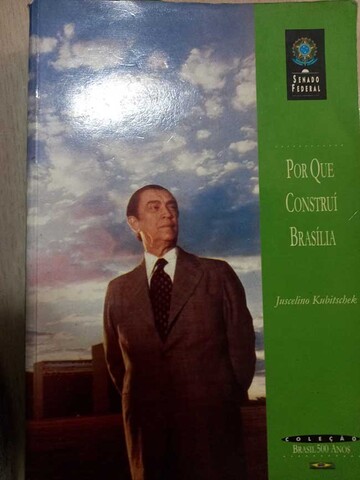 SENADO
FEDERAL
POR QUE
CONSTRUÍ
BRASÍLIA
Juscelino Kubitschek
COLEÇÃO
BRASIL 500 ANOS